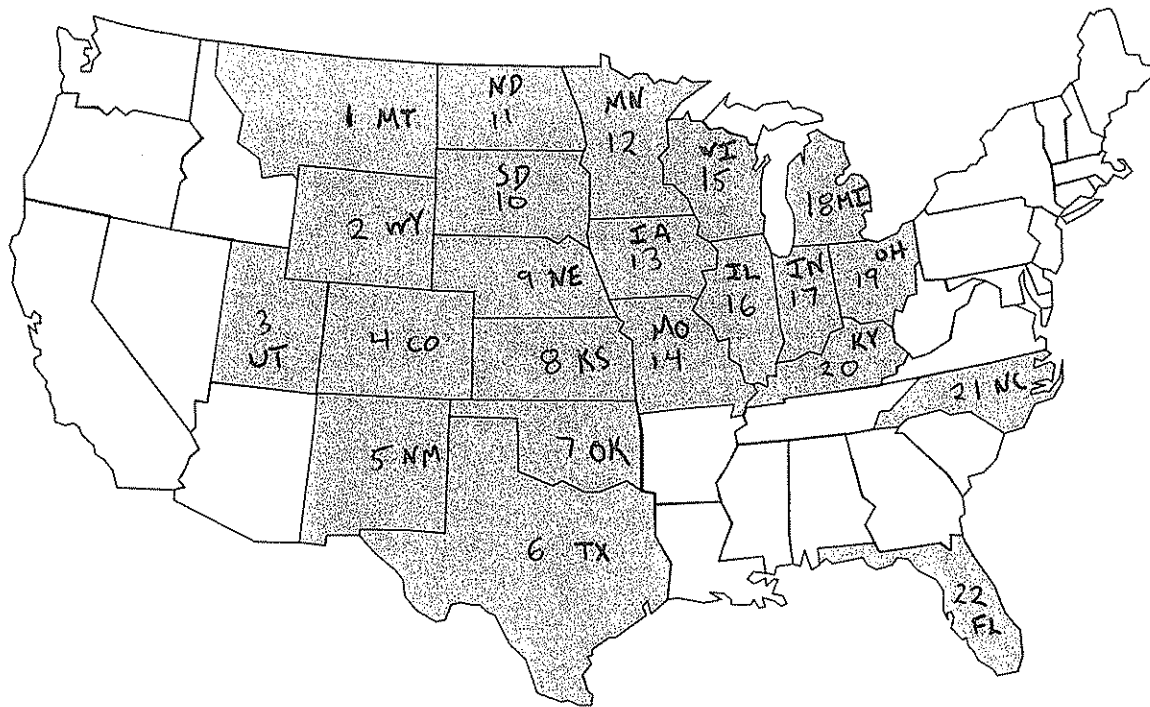 1 MT
ND
11
MN
12
SD
10
2 WY
9 NE
IA
13
WI
15
18 MI
3
UT
4 CO
8 KS
MO
14
IL
16
IN
17
OH
19
KY
20
21 NC
5 NM
7 OK
6 TX
22
FL